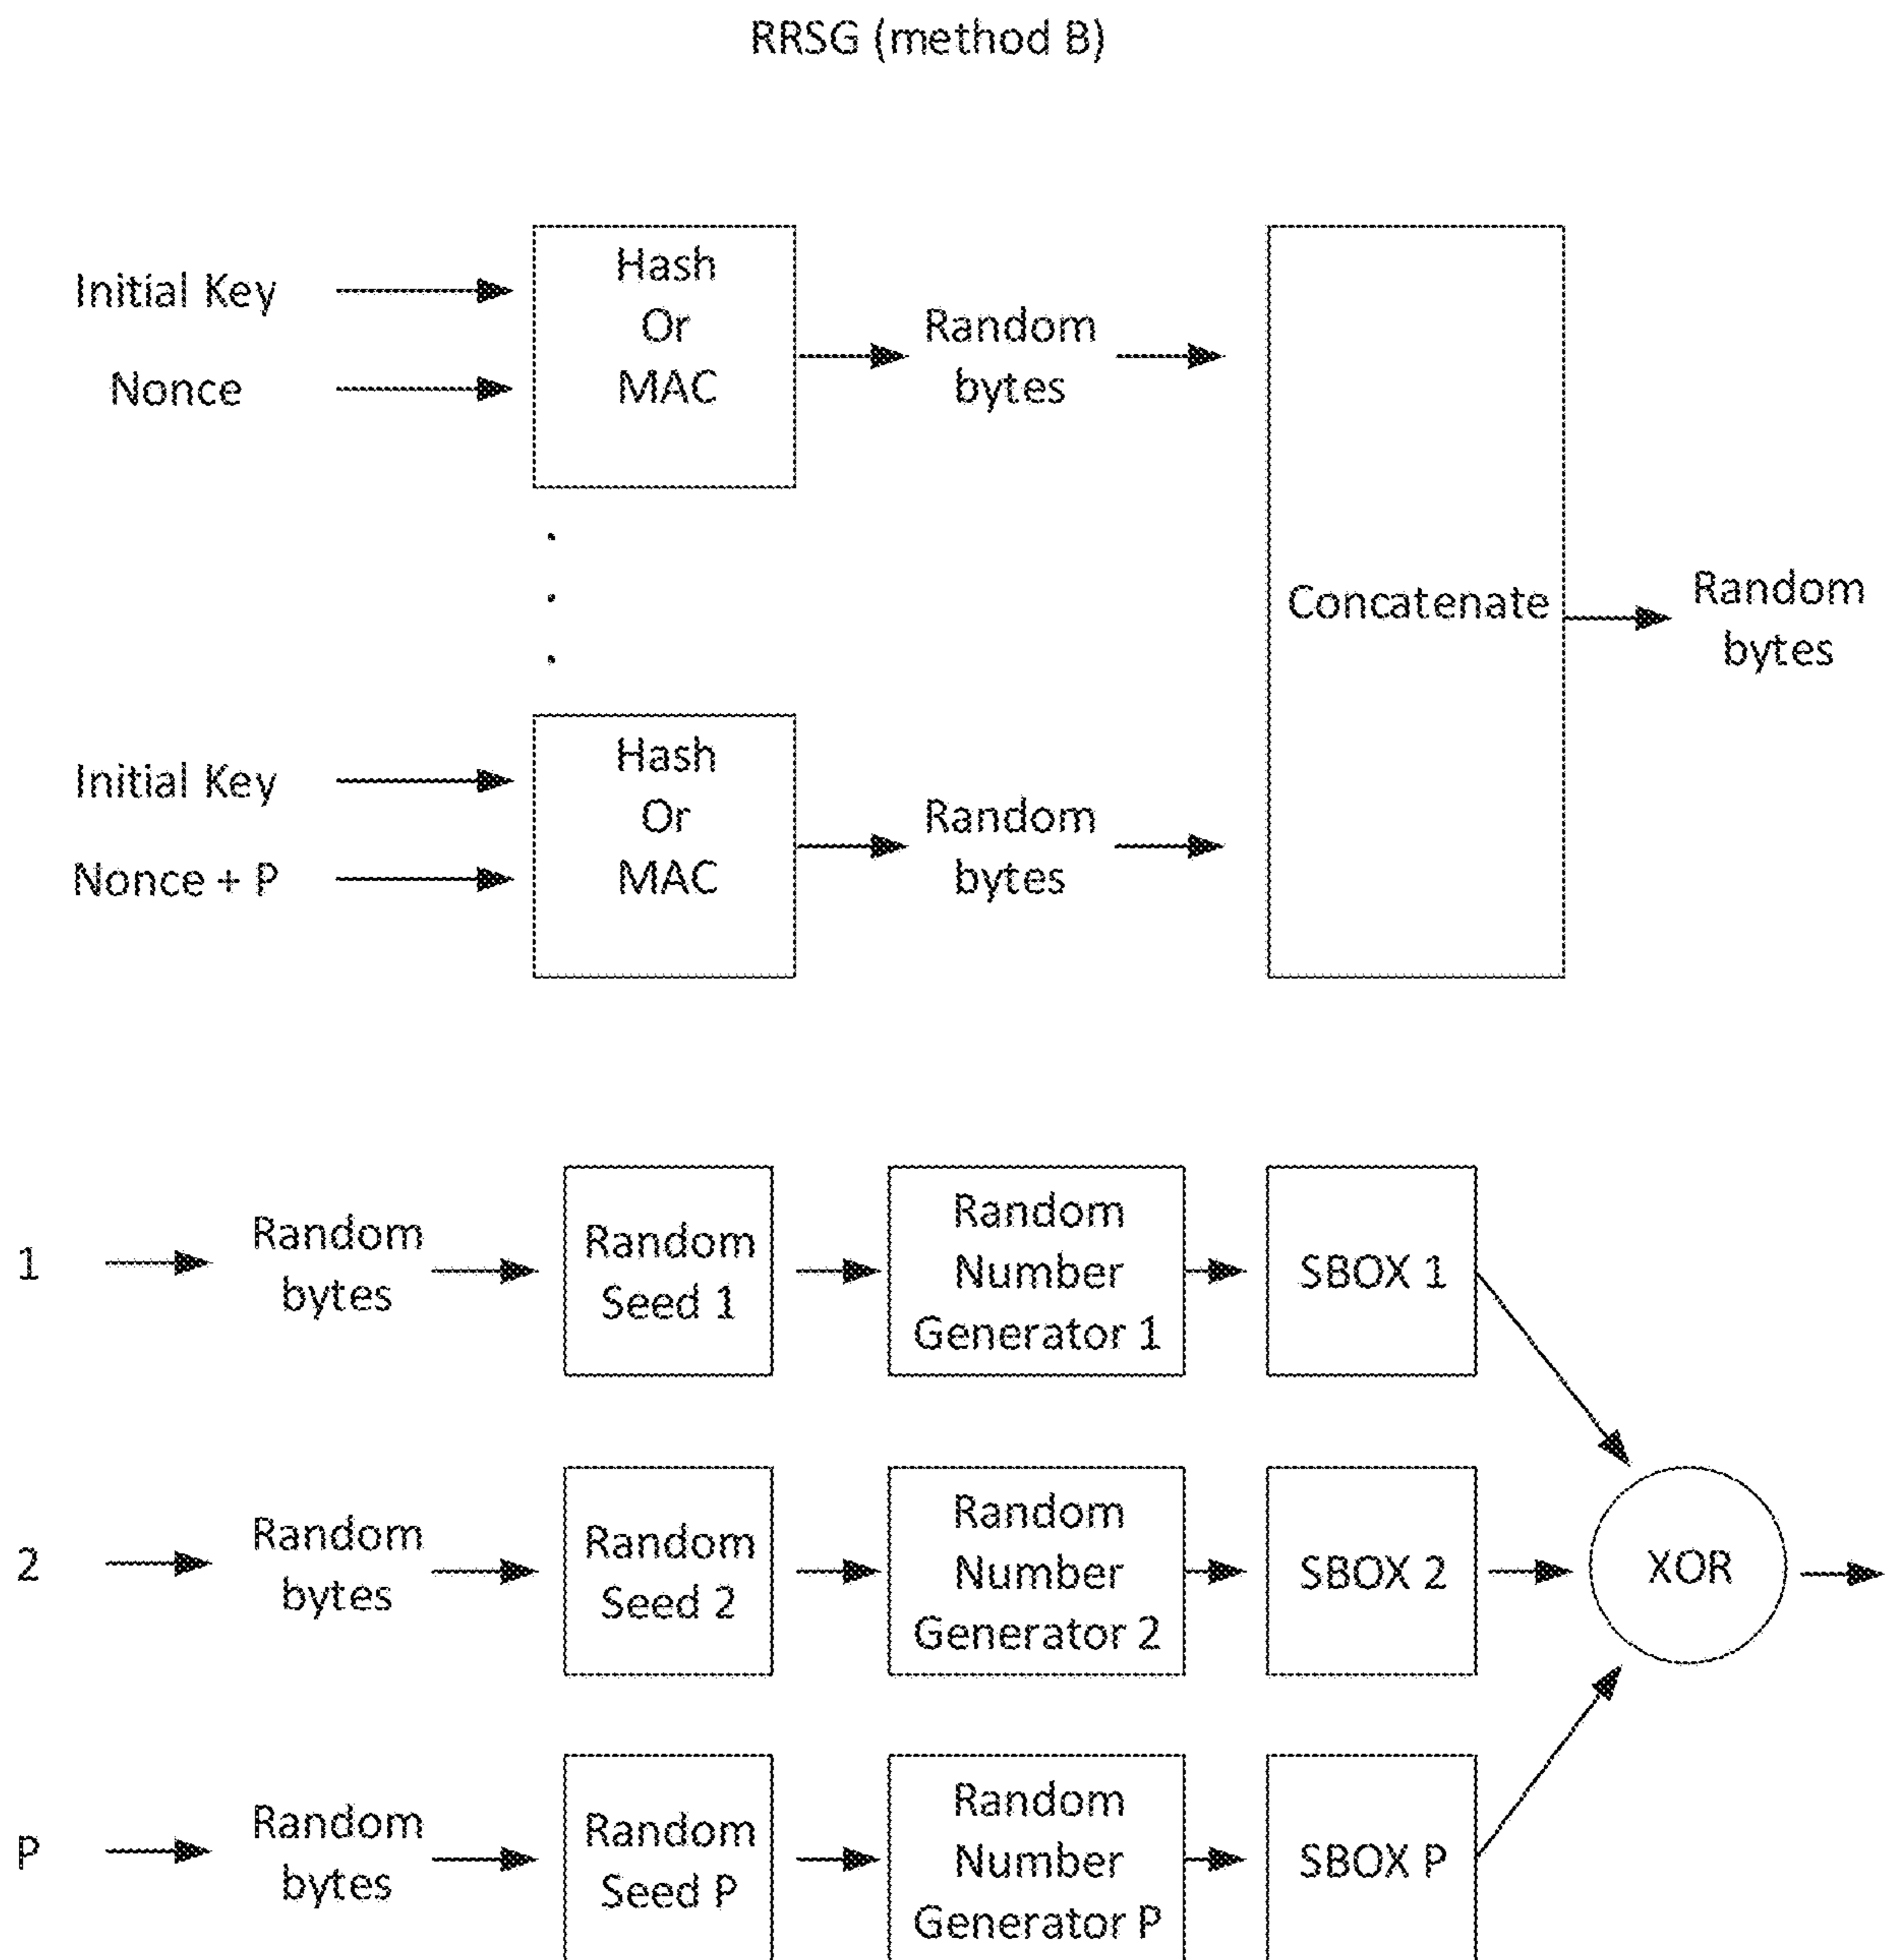 RRSG (method B)
Initial Key
Nonce
Hash
Or
MAC
Random
bytes
Concatenate
Random
bytes
Initial Key
Nonce + P
Hash
Or
MAC
Random
bytes
1
Random
bytes
Random
Seed 1
Random
Number
Generator 1
SBOX 1
2
Random
bytes
Random
Seed 2
Random
Number
Generator 2
SBOX 2
XOR
P
Random
bytes
Random
Seed P
Random
Number
Generator P
SBOX P